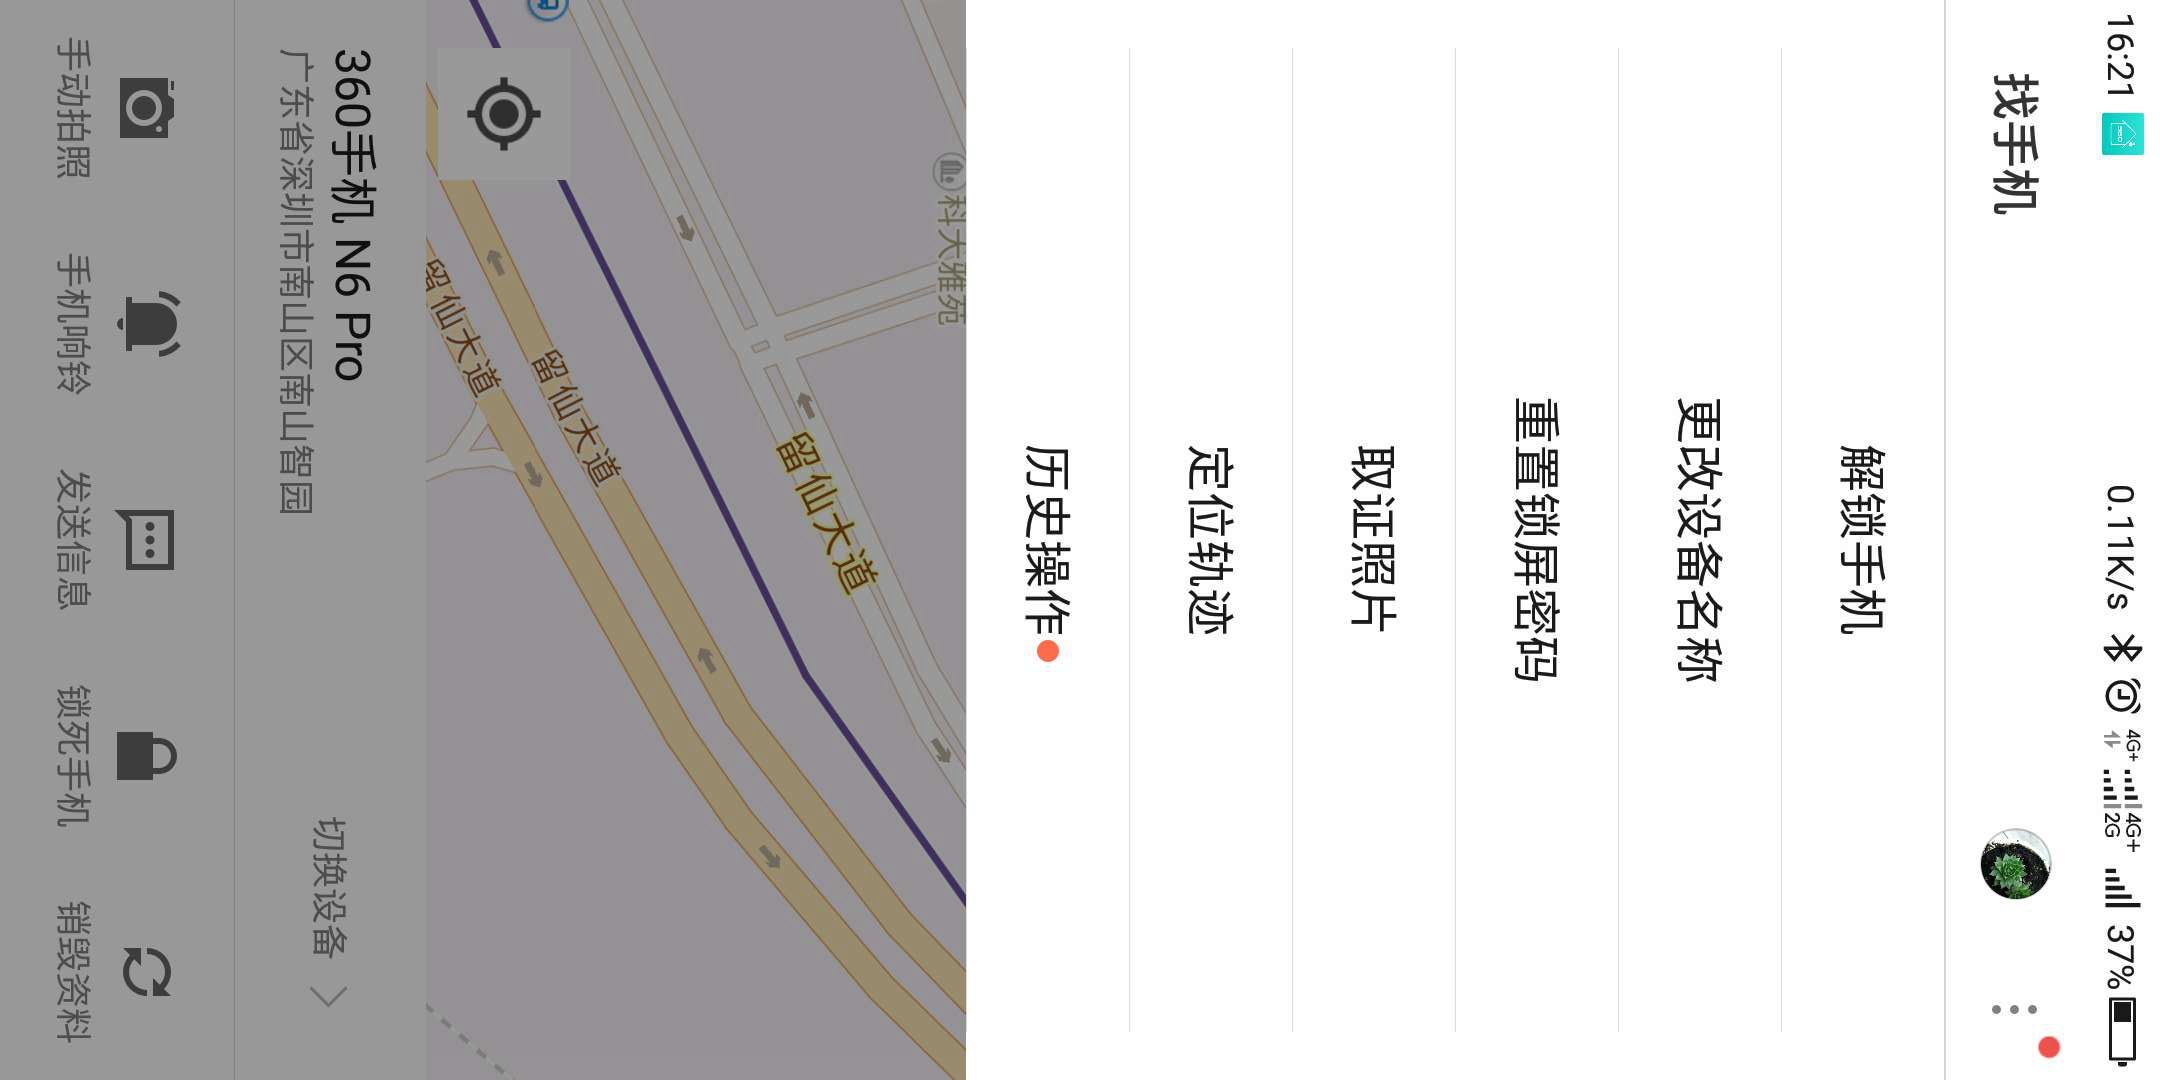 16:21 0.11K/s 4G+ 2G 4G+ 37%
找手机
解锁手机
更改设备名称
重置锁屏密码
取证照片
定位轨迹
历史操作
科大雅苑
留仙大道
留仙大道
留仙大道
360手机 N6 Pro
广东省深圳市南山区南山智园
切换设备
手动拍照
手机响铃
发送信息
锁死手机
销毁资料